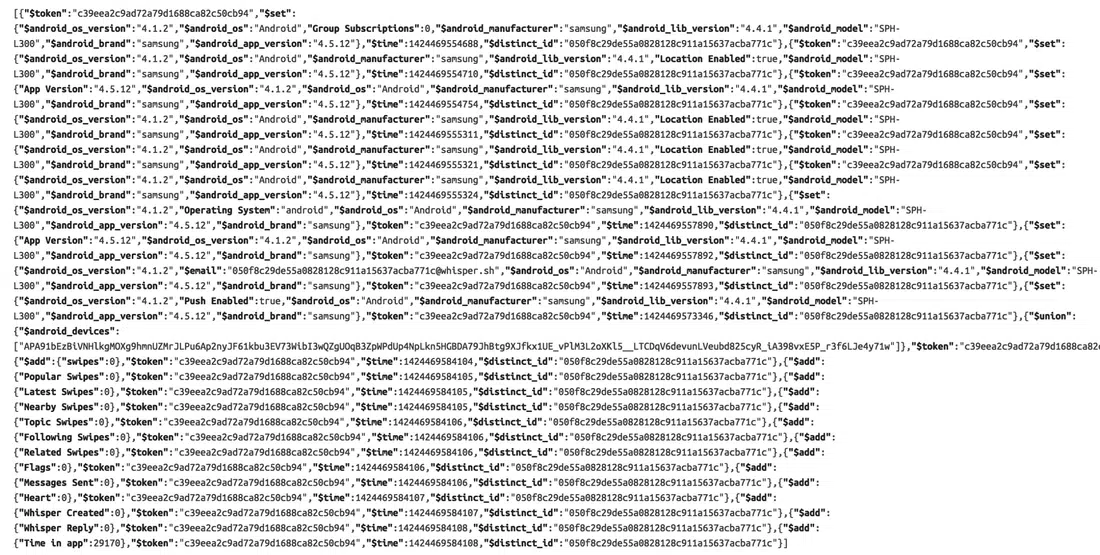 [{"$token":"c39eea2c9ad72a79d1688ca82c50cb94","$set":
{"$android_os_version":"4.1.2","$android_os":"Android","Group Subscriptions":0,"$android_manufacturer":"samsung","$android_lib_version":"4.4.1","$android_model":"SPH-
L300","$android_brand":"samsung","$android_app_version":"4.5.12"},"$time":1424469554688,"$distinct_id":"050f8c29de55a0828128c911a15637acba771c"},{"$token":"c39eea2c9ad72a79d1688ca82c50cb94","$set":
{"$android_os_version":"4.1.2","$android_os":"Android","$android_manufacturer":"samsung","$android_lib_version":"4.4.1","Location Enabled":true,"$android_model":"SPH-
L300","$android_brand":"samsung","$android_app_version":"4.5.12"},"$time":1424469554710,"$distinct_id":"050f8c29de55a0828128c911a15637acba771c"},{"$token":"c39eea2c9ad72a79d1688ca82c50cb94","$set":
{"App Version":"4.5.12","$android_os_version":"4.1.2","$android_os":"Android","$android_manufacturer":"samsung","$android_lib_version":"4.4.1","$android_model":"SPH-
L300","$android_brand":"samsung","$android_app_version":"4.5.12"},"$time":1424469554754,"$distinct_id":"050f8c29de55a0828128c911a15637acba771c"},{"$token":"c39eea2c9ad72a79d1688ca82c50cb94","$set":
{"$android_os_version":"4.1.2","$android_os":"Android","$android_manufacturer":"samsung","$android_lib_version":"4.4.1","Location Enabled":true,"$android_model":"SPH-
L300","$android_brand":"samsung","$android_app_version":"4.5.12"},"$time":1424469555311,"$distinct_id":"050f8c29de55a0828128c911a15637acba771c"},{"$token":"c39eea2c9ad72a79d1688ca82c50cb94","$set":
{"$android_os_version":"4.1.2","$android_os":"Android","$android_manufacturer":"samsung","$android_lib_version":"4.4.1","Location Enabled":true,"$android_model":"SPH-
L300","$android_brand":"samsung","$android_app_version":"4.5.12"},"$time":1424469555321,"$distinct_id":"050f8c29de55a0828128c911a15637acba771c"},{"$token":"c39eea2c9ad72a79d1688ca82c50cb94","$set":
{"$android_os_version":"4.1.2","$android_os":"Android","$android_manufacturer":"samsung","$android_lib_version":"4.4.1","Location Enabled":true,"$android_model":"SPH-
L300","$android_brand":"samsung","$android_app_version":"4.5.12"},"$time":1424469555324,"$distinct_id":"050f8c29de55a0828128c911a15637acba771c"},{"$set":
{"$android_os_version":"4.1.2","Operating System":"android","$android_os":"Android","$android_manufacturer":"samsung","$android_lib_version":"4.4.1","$android_model":"SPH-
L300","$android_app_version":"4.5.12","$android_brand":"samsung"},"$token":"c39eea2c9ad72a79d1688ca82c50cb94","$time":1424469557890,"$distinct_id":"050f8c29de55a0828128c911a15637acba771c"},{"$set":
{"App Version":"4.5.12","$android_os_version":"4.1.2","$android_os":"Android","$android_manufacturer":"samsung","$android_lib_version":"4.4.1","$android_model":"SPH-
L300","$android_app_version":"4.5.12","$android_brand":"samsung"},"$token":"c39eea2c9ad72a79d1688ca82c50cb94","$time":1424469557892,"$distinct_id":"050f8c29de55a0828128c911a15637acba771c"},{"$set":
{"$android_os_version":"4.1.2","$email":"050f8c29de55a0828128c911a15637acba771c@whisper.sh","$android_os":"Android","$android_manufacturer":"samsung","$android_lib_version":"4.4.1","$android_model":"SPH-
L300","$android_app_version":"4.5.12","$android_brand":"samsung"},"$token":"c39eea2c9ad72a79d1688ca82c50cb94","$time":1424469557893,"$distinct_id":"050f8c29de55a0828128c911a15637acba771c"},{"$set":
{"$android_os_version":"4.1.2","Push Enabled":true,"$android_os":"Android","$android_manufacturer":"samsung","$android_lib_version":"4.4.1","$android_model":"SPH-
L300","$android_app_version":"4.5.12","$android_brand":"samsung"},"$token":"c39eea2c9ad72a79d1688ca82c50cb94","$time":1424469573346,"$distinct_id":"050f8c29de55a0828128c911a15637acba771c"},{"$union":
{"$android_devices":
["APA91bEzBiVNHlkgMOXg9hmnUZMrJLPu6Ap2nyJF61kbu3EV73WibI3wQZgUOqB3ZpWPdUp4NpLkn5HGBDA79JhBtg9XJfkx1UE_vPlM3L2oXKl5__LTCDQV6devunLVeubd825cyR_iA398vxE5P_r3f6LJe4y71w"]},"$token":"c39eea2c9ad72a79d1688ca82c
"$add":{"swipes":0},"$token":"c39eea2c9ad72a79d1688ca82c50cb94","$time":1424469584104,"$distinct_id":"050f8c29de55a0828128c911a15637acba771c"},{"$add":
{"Popular Swipes":0},"$token":"c39eea2c9ad72a79d1688ca82c50cb94","$time":1424469584105,"$distinct_id":"050f8c29de55a0828128c911a15637acba771c"},{"$add":
{"Latest Swipes":0},"$token":"c39eea2c9ad72a79d1688ca82c50cb94","$time":1424469584105,"$distinct_id":"050f8c29de55a0828128c911a15637acba771c"},{"$add":
{"Nearby Swipes":0},"$token":"c39eea2c9ad72a79d1688ca82c50cb94","$time":1424469584105,"$distinct_id":"050f8c29de55a0828128c911a15637acba771c"},{"$add":
{"Topic Swipes":0},"$token":"c39eea2c9ad72a79d1688ca82c50cb94","$time":1424469584106,"$distinct_id":"050f8c29de55a0828128c911a15637acba771c"},{"$add":
{"Following Swipes":0},"$token":"c39eea2c9ad72a79d1688ca82c50cb94","$time":1424469584106,"$distinct_id":"050f8c29de55a0828128c911a15637acba771c"},{"$add":
{"Related Swipes":0},"$token":"c39eea2c9ad72a79d1688ca82c50cb94","$time":1424469584106,"$distinct_id":"050f8c29de55a0828128c911a15637acba771c"},{"$add":
{"Flags":0},"$token":"c39eea2c9ad72a79d1688ca82c50cb94","$time":1424469584106,"$distinct_id":"050f8c29de55a0828128c911a15637acba771c"},{"$add":
{"Messages Sent":0},"$token":"c39eea2c9ad72a79d1688ca82c50cb94","$time":1424469584106,"$distinct_id":"050f8c29de55a0828128c911a15637acba771c"},{"$add":
{"Heart":0},"$token":"c39eea2c9ad72a79d1688ca82c50cb94","$time":1424469584107,"$distinct_id":"050f8c29de55a0828128c911a15637acba771c"},{"$add":
{"Whisper Created":0},"$token":"c39eea2c9ad72a79d1688ca82c50cb94","$time":1424469584107,"$distinct_id":"050f8c29de55a0828128c911a15637acba771c"},{"$add":
{"Whisper Reply":0},"$token":"c39eea2c9ad72a79d1688ca82c50cb94","$time":1424469584108,"$distinct_id":"050f8c29de55a0828128c911a15637acba771c"},{"$add":
{"Time in app":29170},"$token":"c39eea2c9ad72a79d1688ca82c50cb94","$time":1424469584108,"$distinct_id":"050f8c29de55a0828128c911a15637acba771c"}]